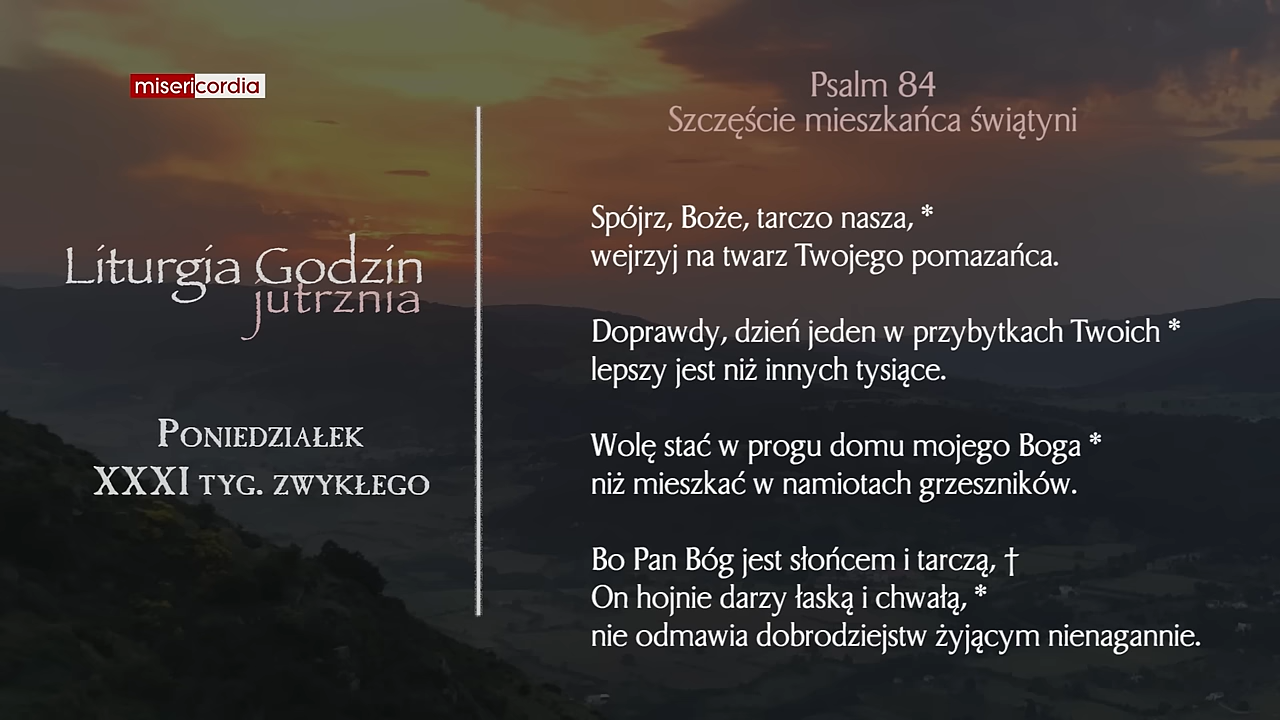 misericordia
Liturgia Godzin
jutrznia
Poniedziałek
XXXI tyg. zwykłego
Psalm 84
Szczęście mieszkańca świątyni
Spójrz, Boże, tarczo nasza, *
wejrzyj na twarz Twojego pomazańca.
Doprawdy, dzień jeden w przybytkach Twoich *
lepszy jest niż innych tysiące.
Wolę stać w progu domu mojego Boga *
niż mieszkać w namiotach grzeszników.
Bo Pan Bóg jest słońcem i tarczą, †
On hojnie darzy łaską i chwałą, *
nie odmawia dobrodziejstw żyjącym nienagannie.